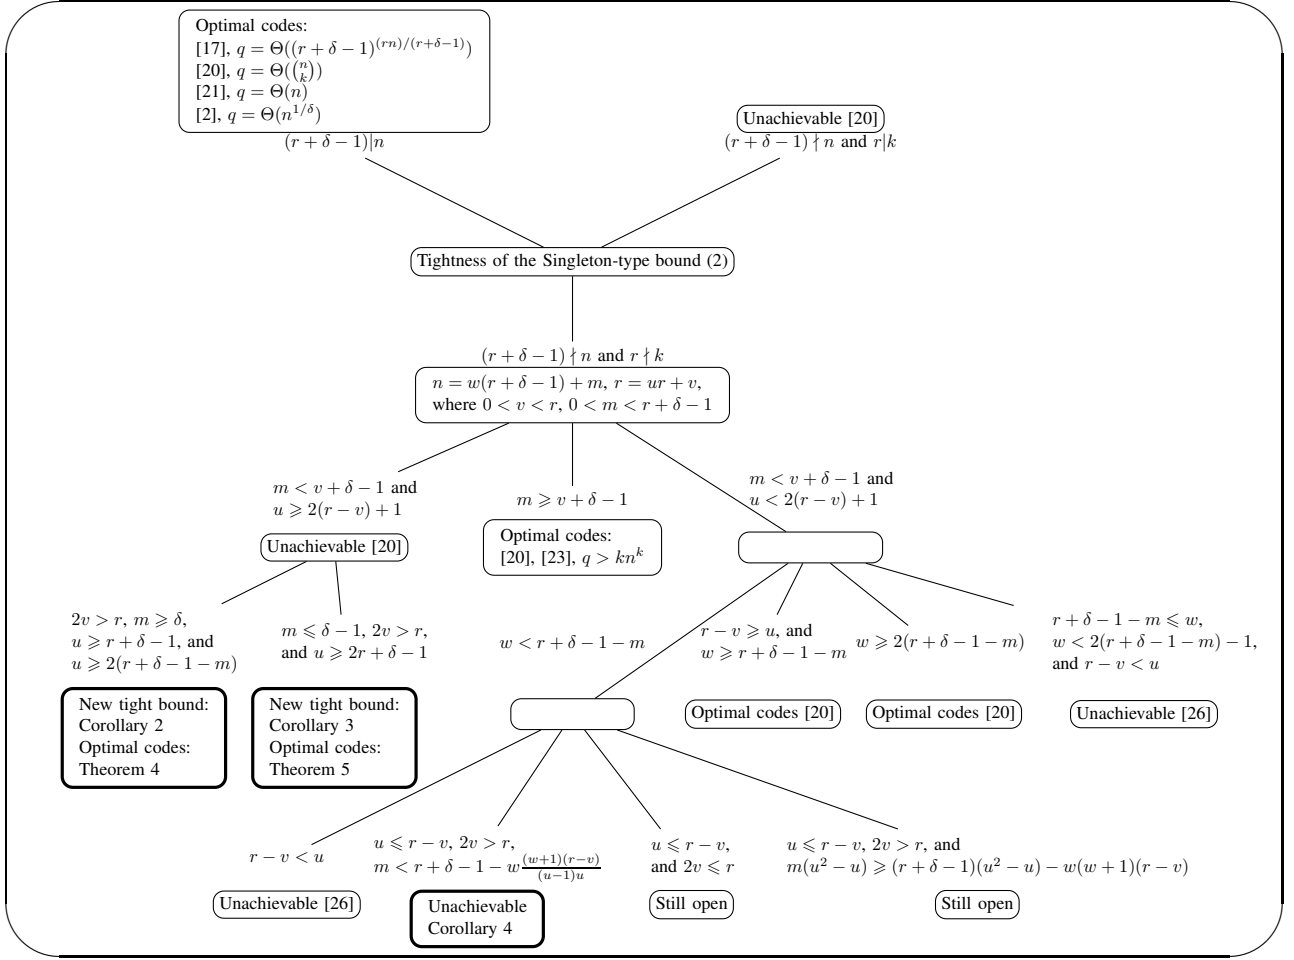 Optimal codes:
[17], q = Θ((r + δ − 1)^{(rn)/(r+δ−1)})
[20], q = Θ(\binom{n}{k})
[21], q = Θ(n)
[2], q = Θ(n^{1/δ})
(r + δ − 1)|n
Unachievable [20]
(r + δ − 1) ∤ n and r|k
Tightness of the Singleton-type bound (2)
(r + δ − 1) ∤ n and r ∤ k
n = w(r + δ − 1) + m, r = ur + v,
where 0 < v < r, 0 < m < r + δ − 1
m < v + δ − 1 and
u ⩾ 2(r − v) + 1
Unachievable [20]
m ⩾ v + δ − 1
Optimal codes:
[20], [23], q > kn^k
m < v + δ − 1 and
u < 2(r − v) + 1
2v > r, m ⩾ δ,
u ⩾ r + δ − 1, and
u ⩾ 2(r + δ − 1 − m)
New tight bound:
Corollary 2
Optimal codes:
Theorem 4
m ⩽ δ − 1, 2v > r,
and u ⩾ 2r + δ − 1
New tight bound:
Corollary 3
Optimal codes:
Theorem 5
w < r + δ − 1 − m
r − v ⩾ u, and
w ⩾ r + δ − 1 − m
Optimal codes [20]
w ⩾ 2(r + δ − 1 − m)
Optimal codes [20]
r + δ − 1 − m ⩽ w,
w < 2(r + δ − 1 − m) − 1,
and r − v < u
Unachievable [26]
r − v < u
Unachievable [26]
u ⩽ r − v, 2v > r,
m < r + δ − 1 − w\frac{(w+1)(r−v)}{(u−1)u}
Unachievable
Corollary 4
u ⩽ r − v,
and 2v ⩽ r
Still open
u ⩽ r − v, 2v > r, and
m(u² − u) ⩾ (r + δ − 1)(u² − u) − w(w + 1)(r − v)
Still open